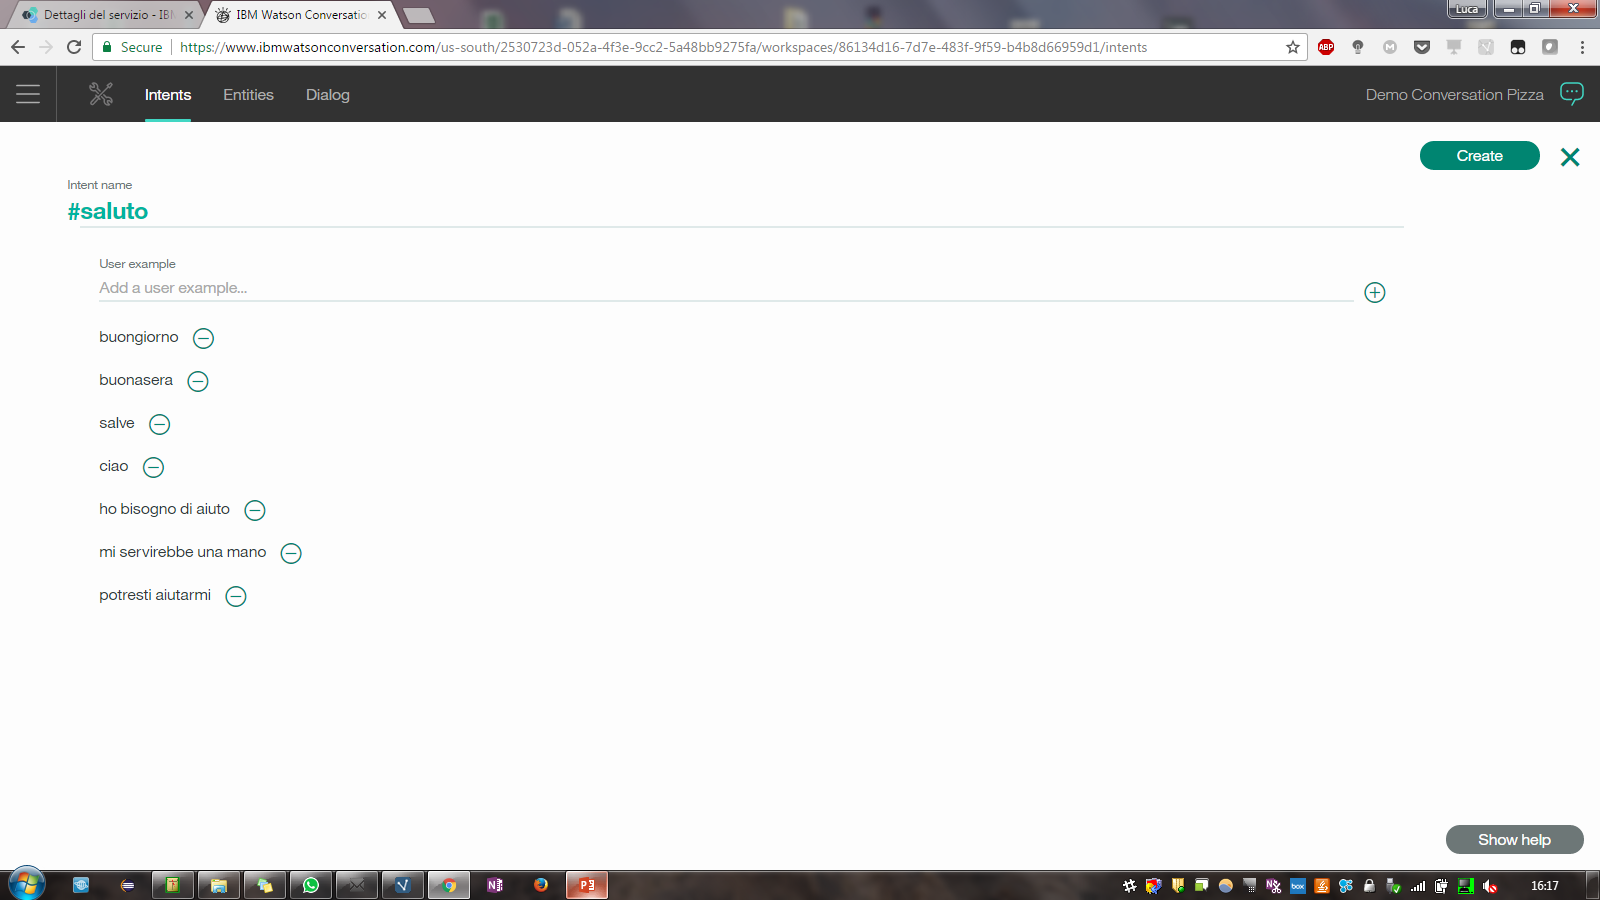 Dettagli del servizio - IBM
IBM Watson Conversatio
Luca
Secure
https://www.ibmwatsonconversation.com/us-south/2530723d-052a-4f3e-9cc2-5a48bb9275fa/workspaces/86134d16-7d7e-483f-9f59-b4b8d66959d1/intents
ABP
Intents
Entities
Dialog
Demo Conversation Pizza
Create
Intent name
#saluto
User example
Add a user example...
buongiorno
buonasera
salve
ciao
ho bisogno di aiuto
mi servirebbe una mano
potresti aiutarmi
Show help
16:17